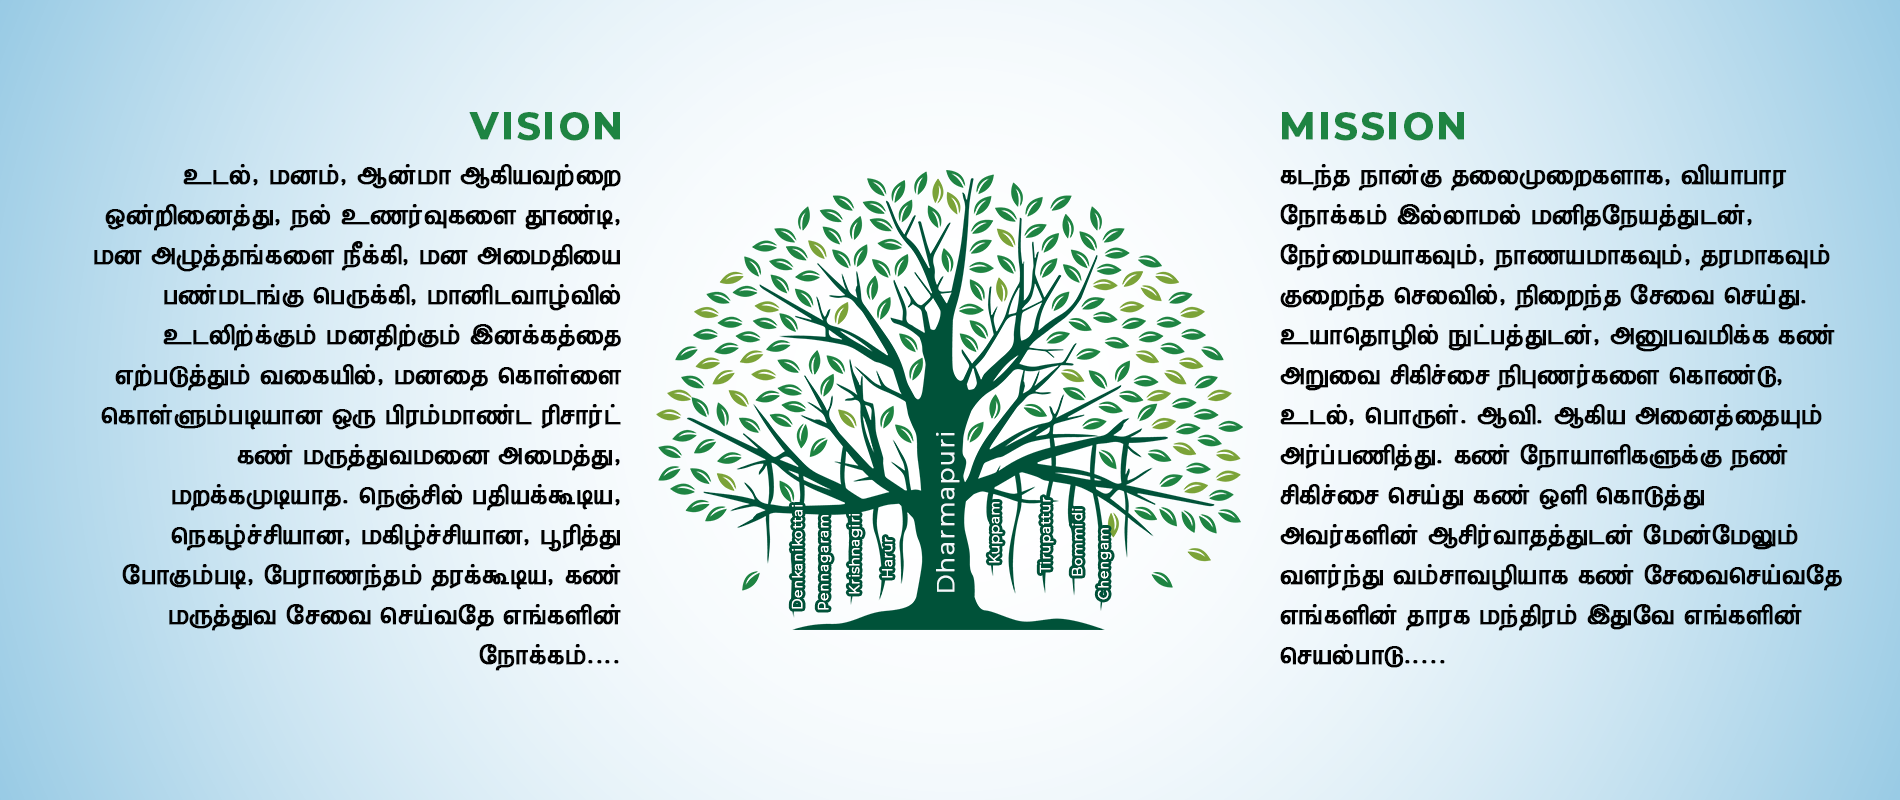 VISION
உடல், மனம், ஆன்மா ஆகியவற்றை
ஒன்றினைத்து, நல் உணர்வுகளை தூண்டி,
மன அழுத்தங்களை நீக்கி, மன அமைதியை
பண்மடங்கு பெருக்கி, மானிடவாழ்வில்
உடலிற்க்கும் மனதிற்கும் இனக்கத்தை
எற்படுத்தும் வகையில், மனதை கொள்ளை
கொள்ளும்படியான ஒரு பிரம்மாண்ட ரிசார்ட்
கண் மருத்துவமனை அமைத்து,
மறக்கமுடியாத. நெஞ்சில் பதியக்கூடிய,
நெகழ்ச்சியான, மகிழ்ச்சியான, பூரித்து
போகும்படி, பேராணந்தம் தரக்கூடிய, கண்
மருத்துவ சேவை செய்வதே எங்களின்
நோக்கம்....
Denkanikottai
Pennagaram
Krishnagiri
Harur
Dharmapuri
Kuppam
Tirupattur
Bommidi
Chengam
MISSION
கடந்த நான்கு தலைமுறைகளாக, வியாபார
நோக்கம் இல்லாமல் மனிதநேயத்துடன்,
நேர்மையாகவும், நாணயமாகவும், தரமாகவும்
குறைந்த செலவில், நிறைந்த சேவை செய்து.
உயாதொழில் நுட்பத்துடன், அனுபவமிக்க கண்
அறுவை சிகிச்சை நிபுணர்களை கொண்டு,
உடல், பொருள். ஆவி. ஆகிய அனைத்தையும்
அர்ப்பணித்து. கண் நோயாளிகளுக்கு நண்
சிகிச்சை செய்து கண் ஒளி கொடுத்து
அவர்களின் ஆசிர்வாதத்துடன் மேன்மேலும்
வளர்ந்து வம்சாவழியாக கண் சேவைசெய்வதே
எங்களின் தாரக மந்திரம் இதுவே எங்களின்
செயல்பாடு.....